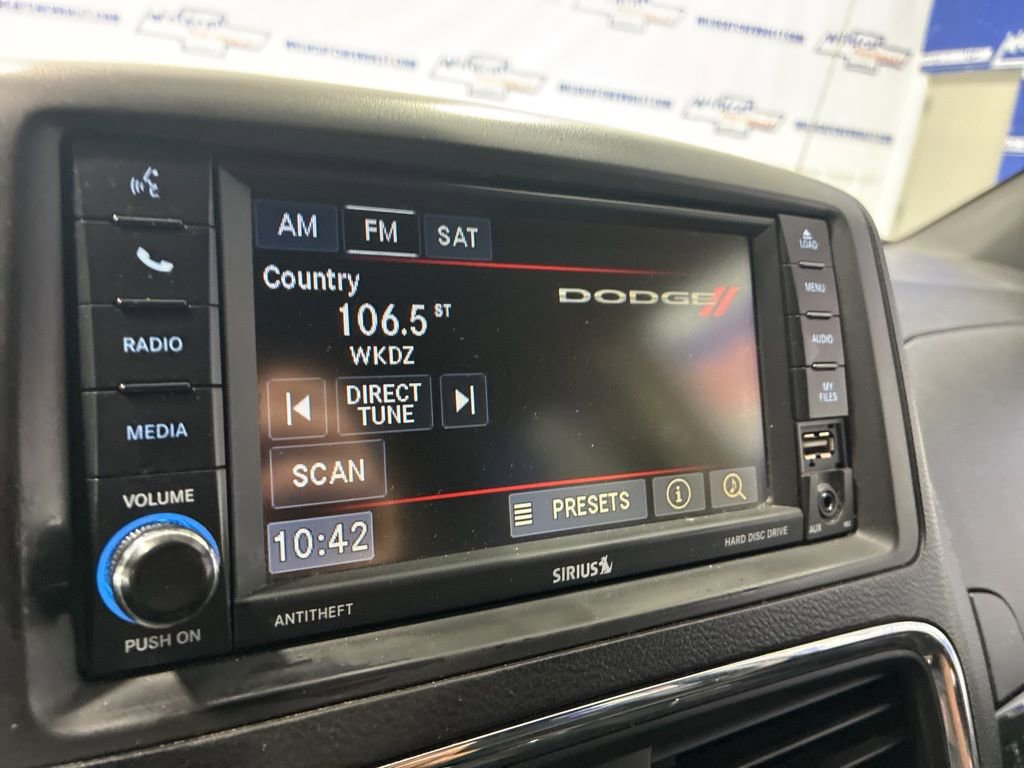 AM
FM
SAT
Country
106.5 ST
WKDZ
DODGE
DIRECT
TUNE
SCAN
10:42
PRESETS
RADIO
MEDIA
VOLUME
PUSH ON
ANTITHEFT
SIRIUS
HARD DISC DRIVE
LOAD
MENU
AUDIO
MY
FILES
AUX